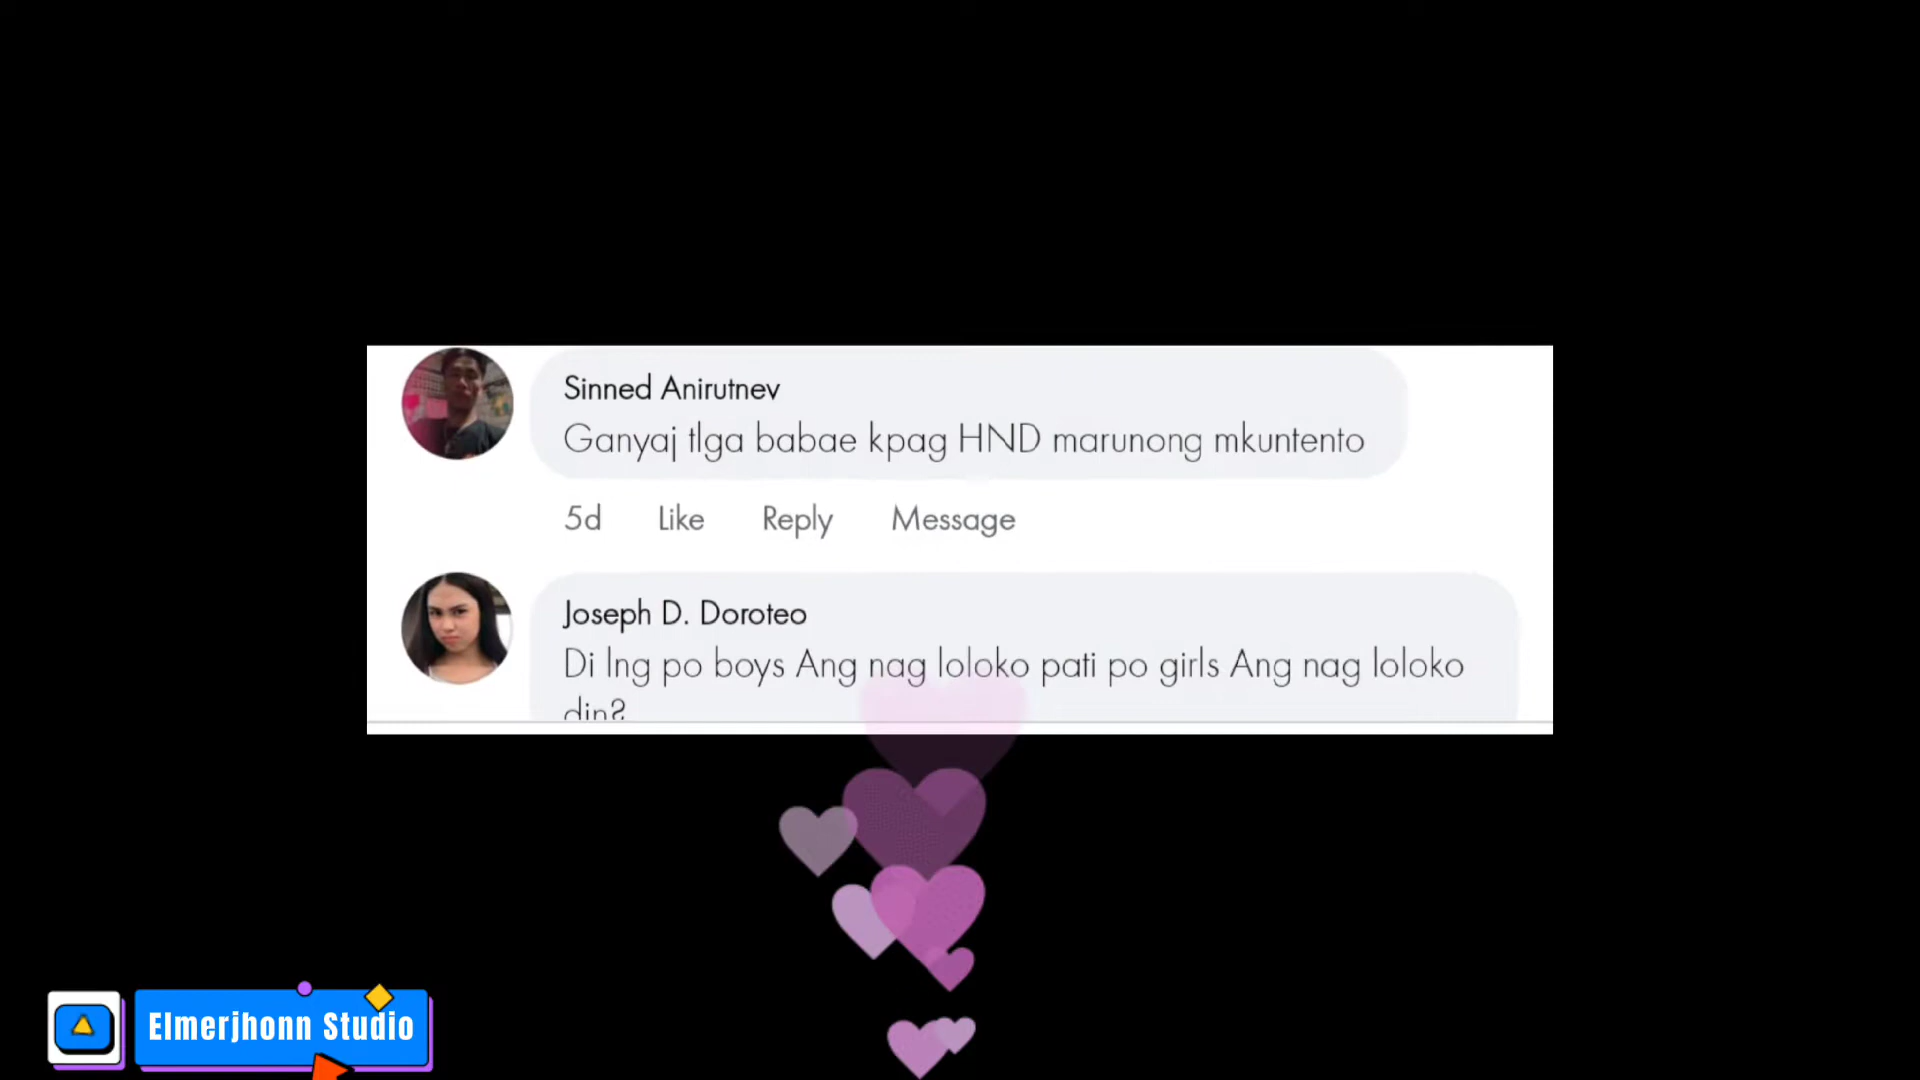 Sinned Anirutnev
Ganyaj tlga babae kpag HND marunong mkuntento
5d Like Reply Message
Joseph D. Doroteo
Di lng po boys Ang nag loloko pati po girls Ang nag loloko
din?
Elmerjhonn Studio